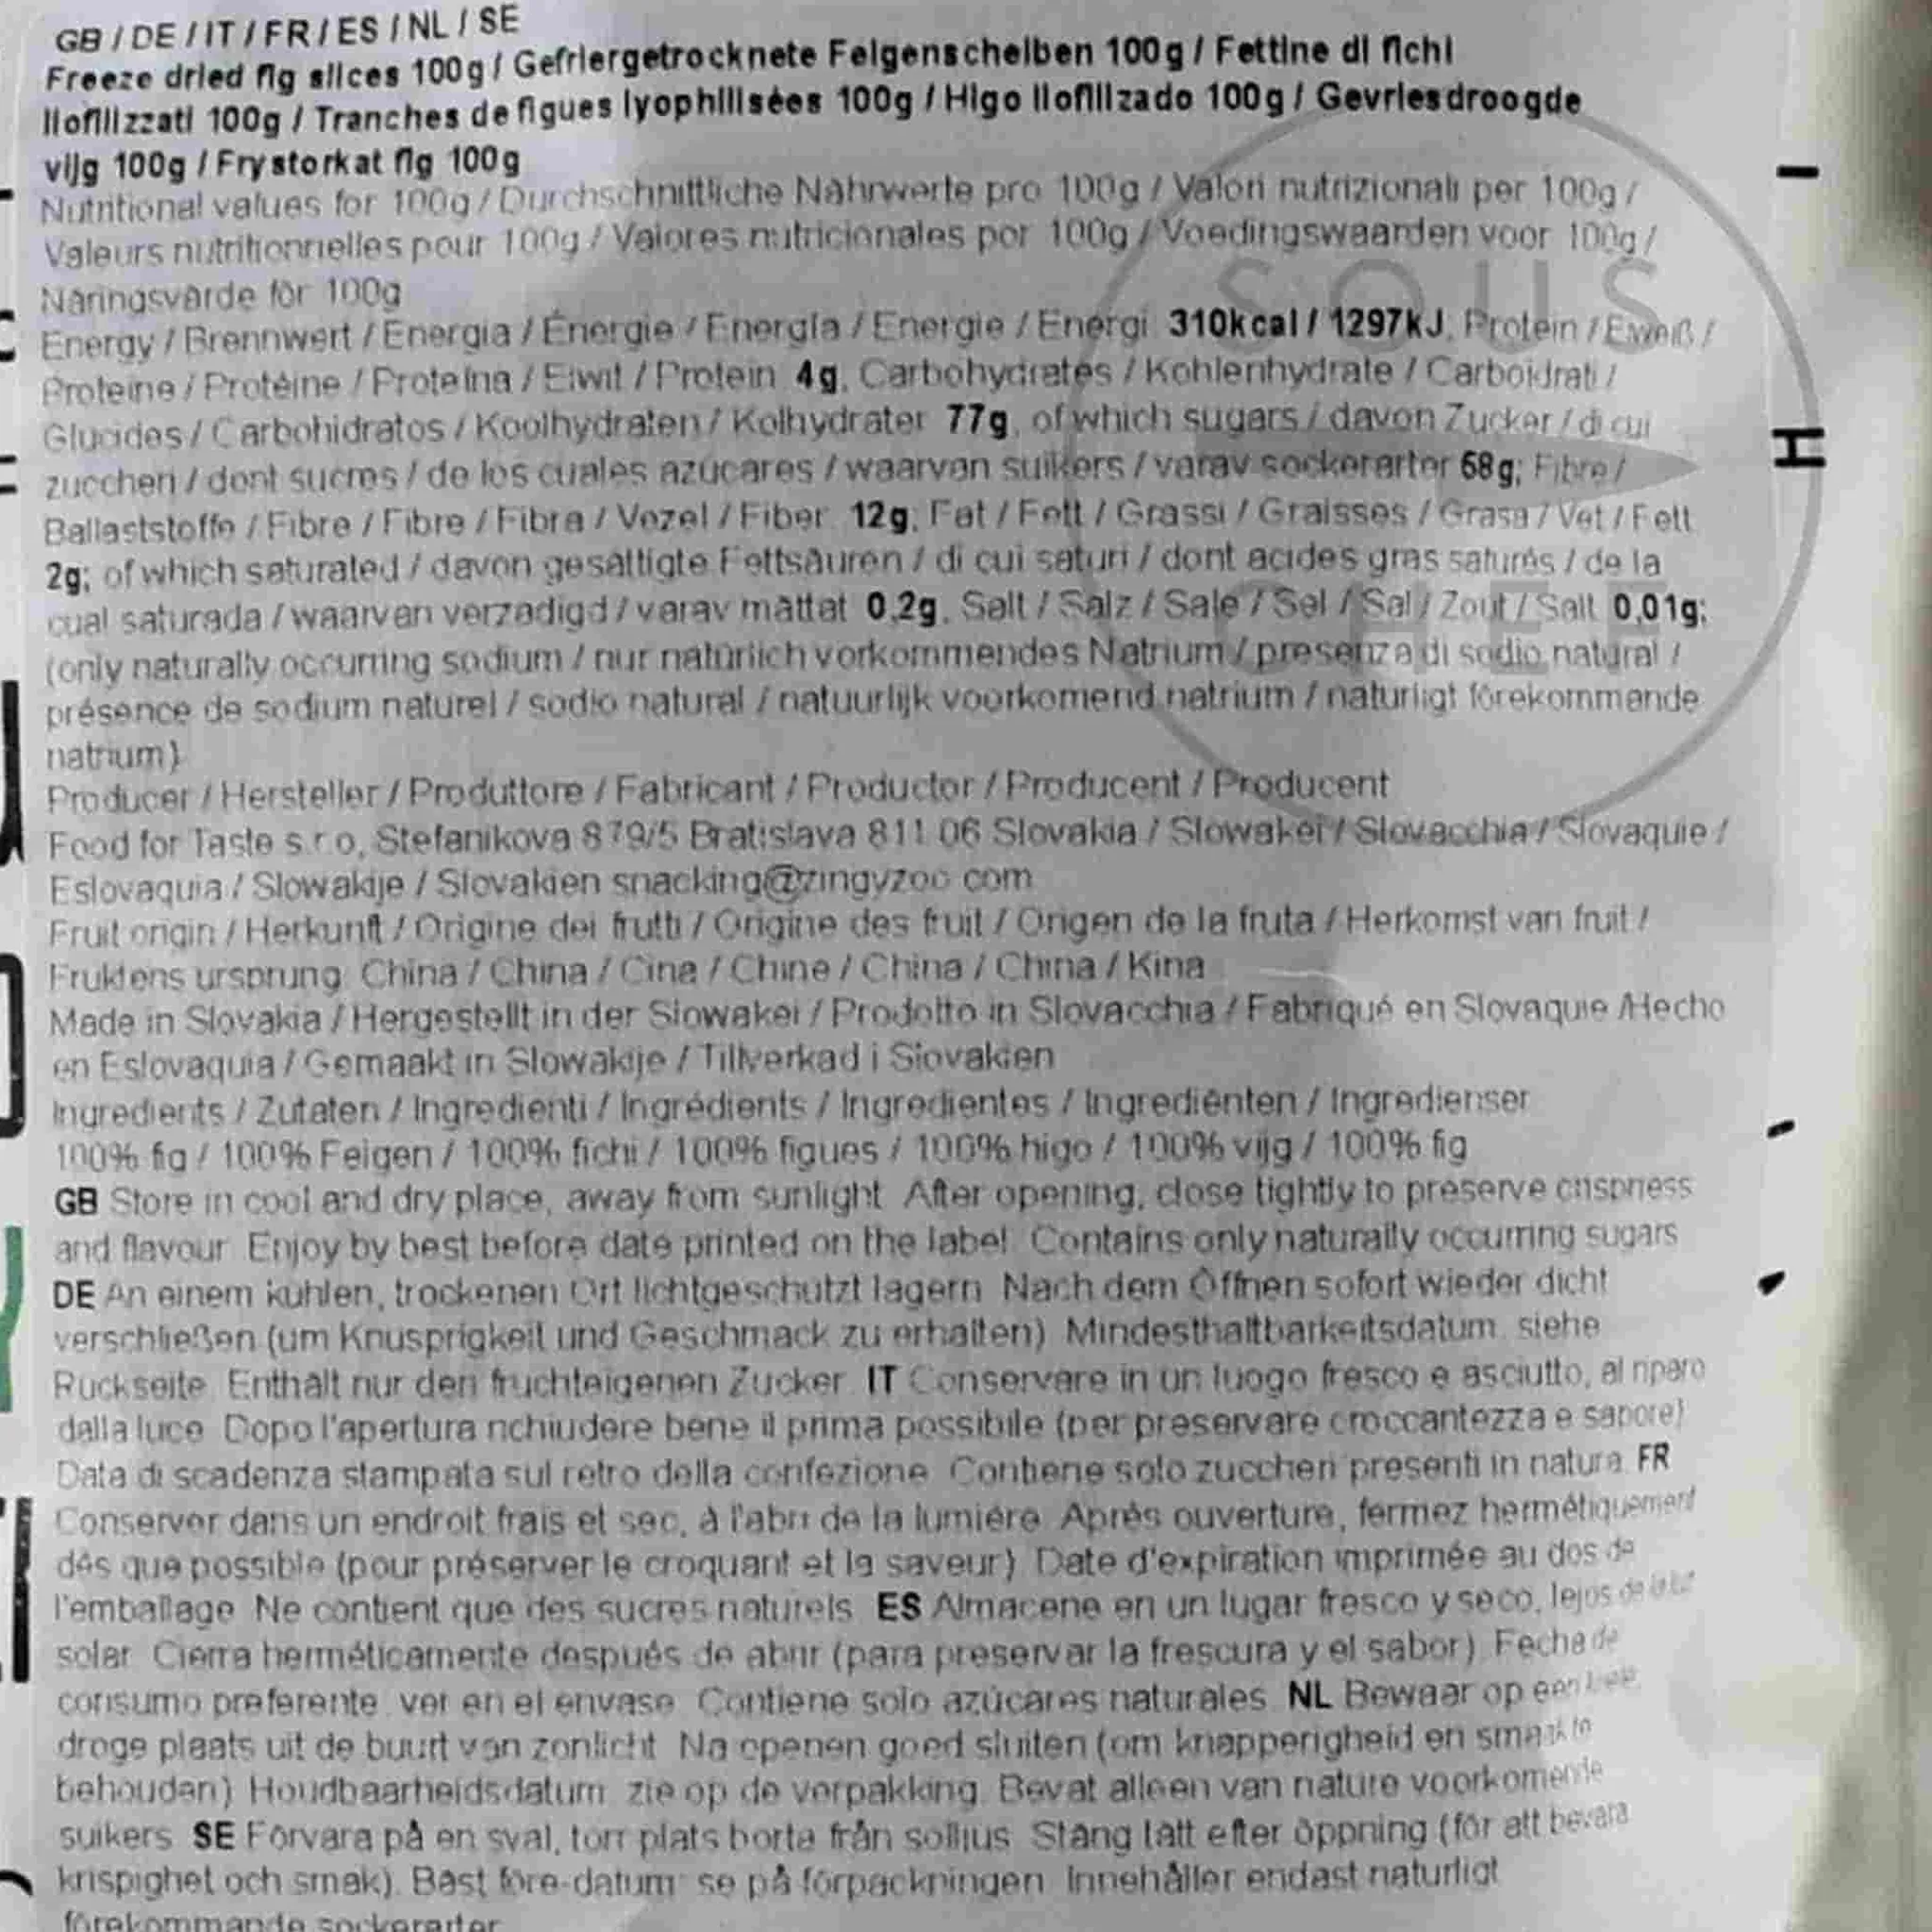 GB / DE / IT / FR / ES / NL / SE
Freeze dried fig slices 100g / Gefriergetrocknete Feigenscheiben 100g / Fettine di fichi
liofilizzati 100g / Tranches de figues lyophilisées 100g / Higo liofilizado 100g / Gevriesdroogde
vijg 100g / Frystorkat fig 100g
Nutritional values for 100g / Durchschnittliche Nährwerte pro 100g / Valori nutrizionali per 100g /
Valeurs nutritionnelles pour 100g / Valores nutricionales por 100g / Voedingswaarden voor 100g /
Näringsvärde för 100g
Energy / Brennwert / Energia / Énergie / Energía / Energie / Energi 310kcal / 1297kJ, Protein / Eiweiß /
Proteine / Protéine / Proteína / Eiwit / Protein 4g, Carbohydrates / Kohlenhydrate / Carboidrati /
Glucides / Carbohidratos / Koolhydraten / Kolhydrater 77g, of which sugars / davon Zucker / di cui
zuccheri / dont sucres / de los cuales azúcares / waarvan suikers / varav sockerarter 68g; Fibre /
Ballaststoffe / Fibre / Fibre / Fibra / Vezel / Fiber 12g; Fat / Fett / Grassi / Graisses / Grasa / Vet / Fett
2g; of which saturated / davon gesättigte Fettsäuren / di cui saturi / dont acides gras saturés / de la
cual saturada / waarvan verzadigd / varav mättat 0,2g, Salt / Salz / Sale / Sel / Sal / Zout / Salt 0,01g;
(only naturally occurring sodium / nur natürlich vorkommendes Natrium / presenza di sodio natural /
présence de sodium naturel / sodio natural / natuurlijk voorkomend natrium / naturligt förekommande
natrium)
Producer / Hersteller / Produttore / Fabricant / Productor / Producent / Producent
Food for Taste s.r.o, Stefanikova 879/5 Bratislava 811 06 Slovakia / Slowakei / Slovacchia / Slovaquie /
Eslovaquia / Slowakije / Slovakien snacking@zingyzoo.com
Fruit origin / Herkunft / Origine dei frutti / Origine des fruit / Origen de la fruta / Herkomst van fruit /
Fruktens ursprung China / China / Cina / Chine / China / China / Kina
Made in Slovakia / Hergestellt in der Slowakei / Prodotto in Slovacchia / Fabriqué en Slovaquie /Hecho
en Eslovaquia / Gemaakt in Slowakije / Tillverkad i Slovakien
Ingredients / Zutaten / Ingredienti / Ingrédients / Ingredientes / Ingrediënten / Ingredienser
100% fig / 100% Feigen / 100% fichi / 100% figues / 100% higo / 100% vijg / 100% fig
GB Store in cool and dry place, away from sunlight. After opening, close tightly to preserve crispness
and flavour. Enjoy by best before date printed on the label. Contains only naturally occurring sugars
DE An einem kühlen, trockenen Ort lichtgeschützt lagern. Nach dem Öffnen sofort wieder dicht
verschließen (um Knusprigkeit und Geschmack zu erhalten). Mindesthaltbarkeitsdatum: siehe
Rückseite. Enthält nur den fruchteigenen Zucker. IT Conservare in un luogo fresco e asciutto, al riparo
dalla luce. Dopo l'apertura richiudere bene il prima possibile (per preservare croccantezza e sapore)
Data di scadenza stampata sul retro della confezione. Contiene solo zuccheri presenti in natura. FR
Conserver dans un endroit frais et sec, à l'abri de la lumière. Après ouverture, fermez hermétiquement
dès que possible (pour préserver le croquant et la saveur). Date d'expiration imprimée au dos de
l'emballage. Ne contient que des sucres naturels. ES Almacene en un lugar fresco y seco, lejos de la luz
solar. Cierra herméticamente después de abrir (para preservar la frescura y el sabor). Fecha de
consumo preferente: ver en el envase. Contiene solo azúcares naturales. NL Bewaar op een
droge plaats uit de buurt van zonlicht. Na openen goed sluiten (om knapperigheid en smaak te
behouden) Houdbaarheidsdatum: zie op de verpakking. Bevat alleen van nature voorkomende
suikers. SE Förvara på en sval, torr plats borta från solljus. Stäng tätt efter öppning (för att bevara
krispighet och smak). Bäst före-datum: se på förpackningen. Innehåller endast naturligt
förekommande sockerarter
SOUS
CHEF